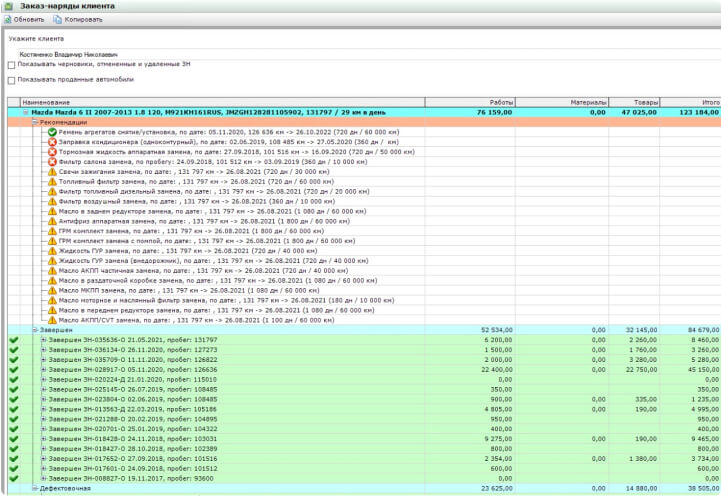 Заказ-наряды клиента
Обновить Копировать
Укажите клиента
Костяненко Владимир Николаевич
Показывать черновики, отмененные и удаленные ЗН
Показывать проданные автомобили
Наименование Работы Материалы Товары Итого
Mazda Mazda 6 II 2007-2013 1.8 120, М921КН161RUS, JMZGH128281105902, 131797 / 29 км в день 76 159,00 0,00 47 025,00 123 184,00
Рекомендации
Ремень агрегатов снятие/установка, по дате: 05.11.2020, 126 636 км -> 26.10.2022 (720 дн / 60 000 км)
Заправка кондиционера (одноконтурный), по дате: 02.06.2019, 108 485 км -> 27.05.2020 (360 дн / км)
Тормозная жидкость аппаратная замена, по дате: 27.09.2018, 101 516 км -> 16.09.2020 (720 дн / 50 000 км)
Фильтр салона замена, по пробегу: 24.09.2018, 101 512 км -> 03.09.2019 (360 дн / 10 000 км)
Свечи зажигания замена, по дате: , 131 797 км -> 26.08.2021 (720 дн / 30 000 км)
Топливный фильтр замена, по дате: , 131 797 км -> 26.08.2021 (720 дн / 60 000 км)
Фильтр топливный дизельный замена, по дате: , 131 797 км -> 26.08.2021 (720 дн / 20 000 км)
Фильтр воздушный замена, по дате: , 131 797 км -> 26.08.2021 (360 дн / 10 000 км)
Масло в заднем редукторе замена, по дате: , 131 797 км -> 26.08.2021 (1 080 дн / 60 000 км)
Антифриз аппаратная замена, по дате: , 131 797 км -> 26.08.2021 (1 800 дн / 60 000 км)
ГРМ комплект замена, по дате: , 131 797 км -> 26.08.2021 (1 800 дн / 60 000 км)
ГРМ комплект замена с помпой, по дате: , 131 797 км -> 26.08.2021 (1 800 дн / 60 000 км)
Жидкость ГУР замена, по дате: , 131 797 км -> 26.08.2021 (720 дн / 40 000 км)
Жидкость ГУР замена (внедорожник), по дате: , 131 797 км -> 26.08.2021 (720 дн / 40 000 км)
Масло АКПП частичная замена, по дате: , 131 797 км -> 26.08.2021 (720 дн / 40 000 км)
Масло в раздаточной коробке замена, по дате: , 131 797 км -> 26.08.2021 (1 080 дн / 60 000 км)
Масло МКПП замена, по дате: , 131 797 км -> 26.08.2021 (1 080 дн / 60 000 км)
Масло моторное и масляный фильтр замена, по дате: , 131 797 км -> 26.08.2021 (180 дн / 10 000 км)
Масло в переднем редукторе замена, по дате: , 131 797 км -> 26.08.2021 (1 080 дн / 60 000 км)
Масло АКПП/CVT замена, по дате: , 131 797 км -> 26.08.2021 (1 100 дн / 60 000 км)
Завершен 52 534,00 0,00 32 145,00 84 679,00
Завершен ЗН-035636-О 21.05.2021, пробег: 131797 6 200,00 0,00 2 260,00 8 460,00
Завершен ЗН-036134-О 26.11.2020, пробег: 127273 1 500,00 0,00 1 760,00 3 260,00
Завершен ЗН-035709-О 11.11.2020, пробег: 126822 2 000,00 0,00 3 280,00 5 280,00
Завершен ЗН-028917-О 05.11.2020, пробег: 126636 22 400,00 0,00 22 750,00 45 150,00
Завершен ЗН-020224-Д 21.01.2020, пробег: 115010 0,00 0,00
Завершен ЗН-025145-О 26.07.2019, пробег: 108485 350,00 350,00
Завершен ЗН-023804-О 02.06.2019, пробег: 108485 900,00 0,00 335,00 1 235,00
Завершен ЗН-013563-Д 22.03.2019, пробег: 105186 4 805,00 0,00 190,00 4 995,00
Завершен ЗН-021288-О 20.02.2019, пробег: 104895 950,00 950,00
Завершен ЗН-020701-О 25.01.2019, пробег: 104322 400,00 400,00
Завершен ЗН-018428-О 24.11.2018, пробег: 103031 9 275,00 0,00 190,00 9 465,00
Завершен ЗН-018427-О 28.10.2018, пробег: 102389 800,00 800,00
Завершен ЗН-017652-О 27.09.2018, пробег: 101516 2 354,00 0,00 1 380,00 3 734,00
Завершен ЗН-017601-О 24.09.2018, пробег: 101512 600,00 600,00
Завершен ЗН-008827-О 19.11.2017, пробег: 93600 0,00 0,00
Дефектовочная 23 625,00 0,00 14 880,00 38 505,00